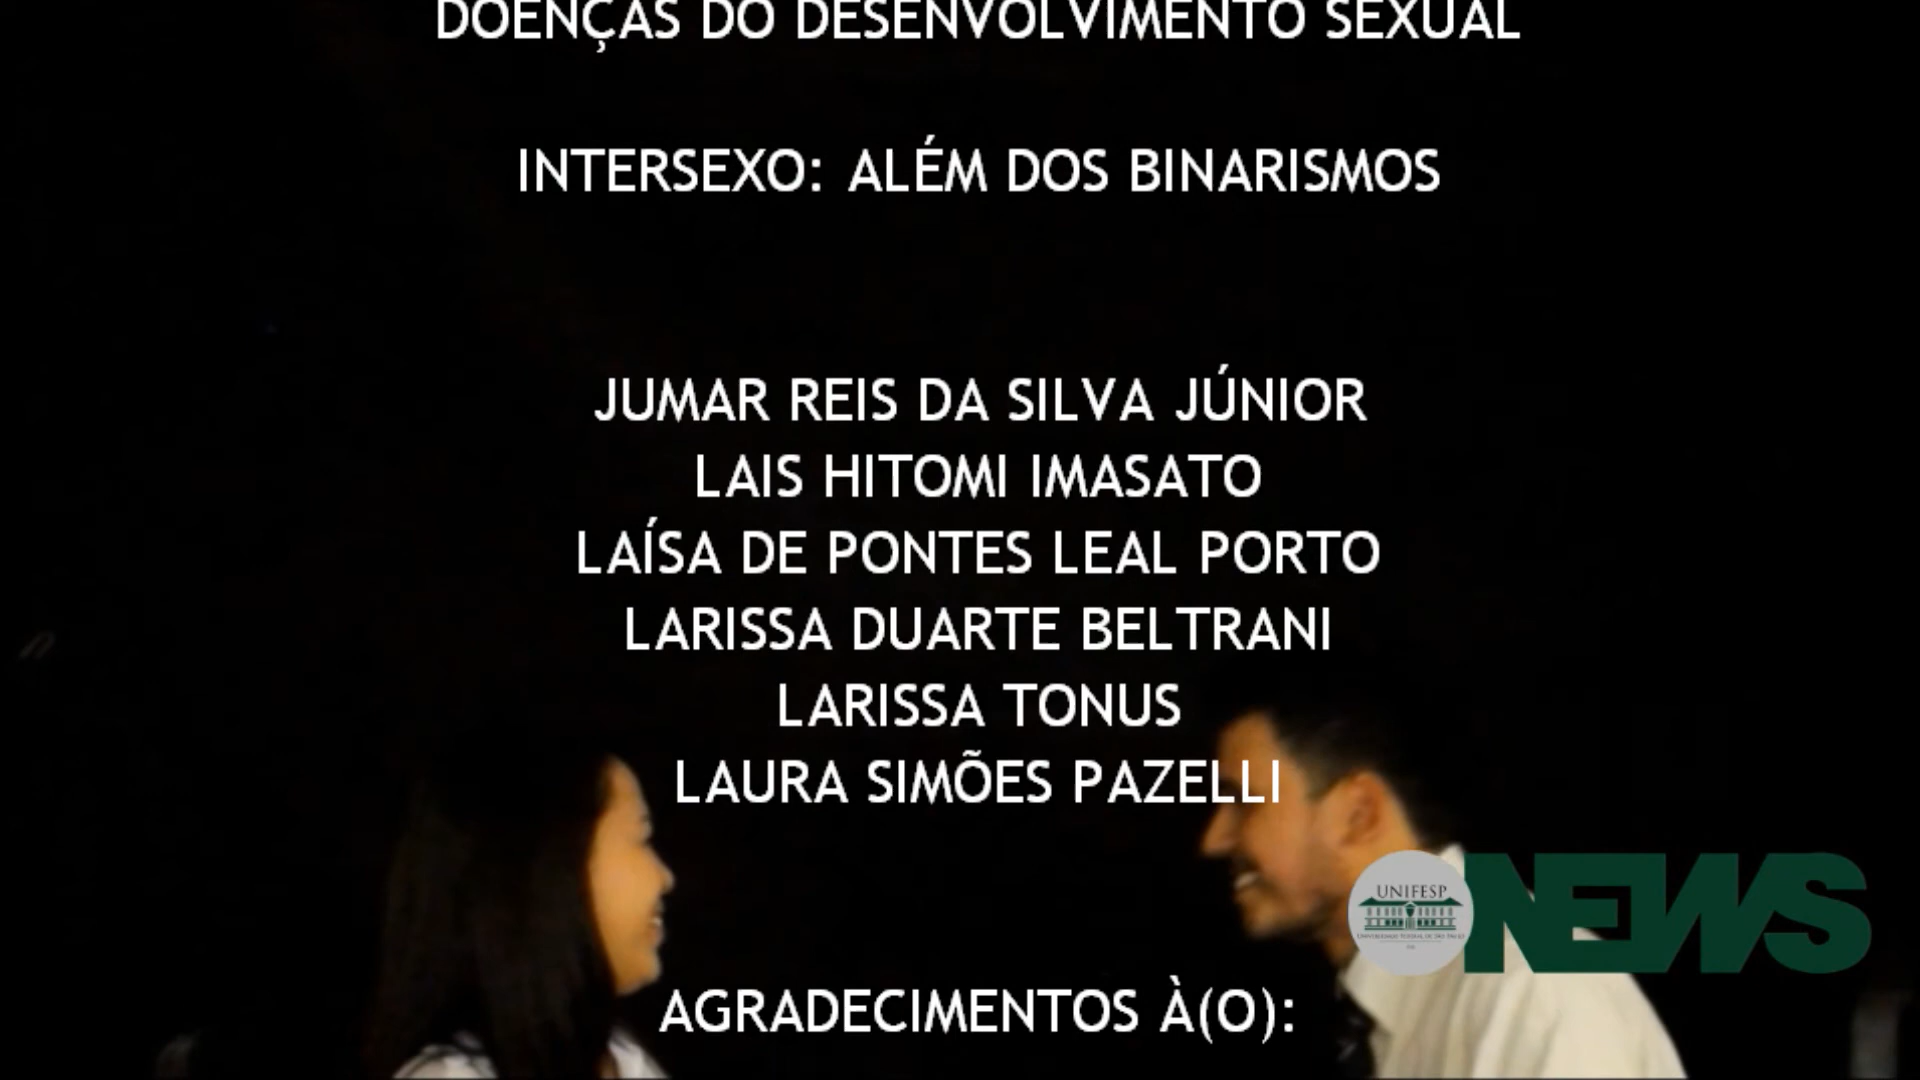 DOENÇAS DO DESENVOLVIMENTO SEXUAL
INTERSEXO: ALÉM DOS BINARISMOS
JUMAR REIS DA SILVA JÚNIOR
LAIS HITOMI IMASATO
LAÍSA DE PONTES LEAL PORTO
LARISSA DUARTE BELTRANI
LARISSA TONUS
LAURA SIMÕES PAZELLI
UNIFESP
NEWS
AGRADECIMENTOS À(O):